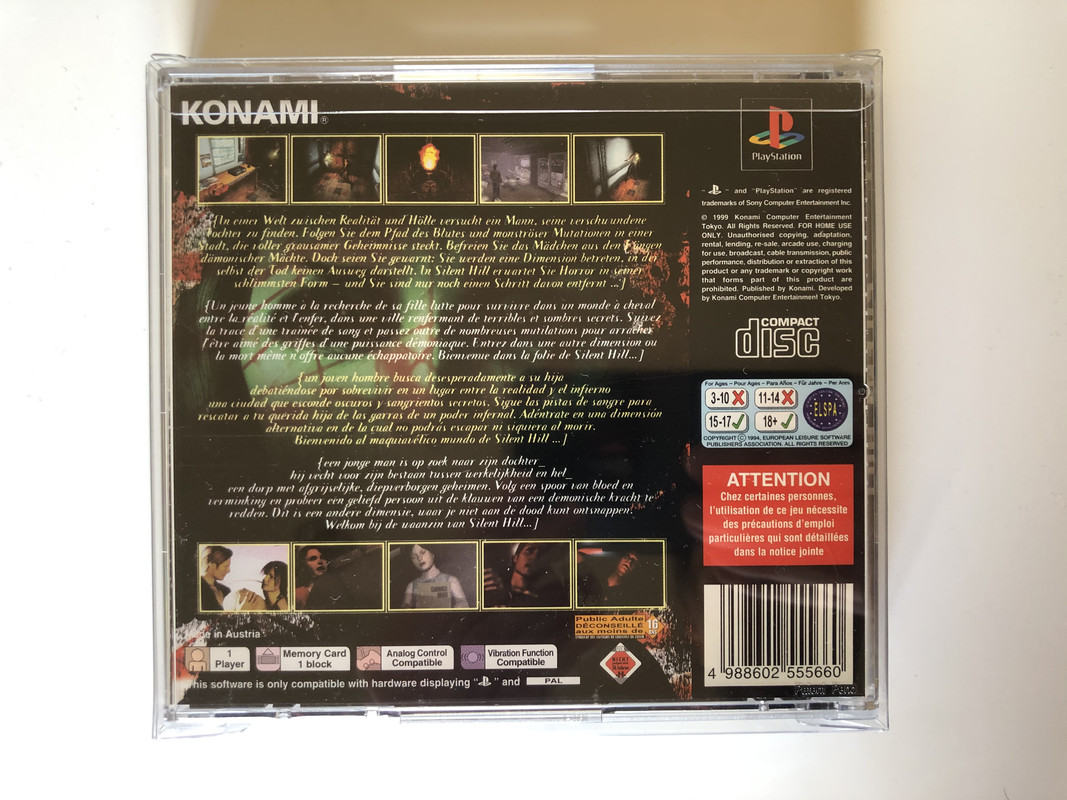 KONAMI®
PlayStation
"PS" and "PlayStation" are registered
trademarks of Sony Computer Entertainment Inc.
© 1999 Konami Computer Entertainment
Tokyo. All Rights Reserved. FOR HOME USE
ONLY. Unauthorised copying, adaptation,
rental, lending, re-sale, arcade use, charging
for use, broadcast, cable transmission, public
performance, distribution or extraction of this
product or any trademark or copyright work
that forms part of this product are
prohibited. Published by Konami. Developed
by Konami Computer Entertainment Tokyo.
{In einer Welt zwischen Realität und Hölle versucht ein Mann, seine verschwundene
Tochter zu finden. Folgen Sie dem Pfad des Blutes und monströser Mutationen in einer
Stadt, die voller grausamer Geheimnisse steckt. Befreien Sie das Mädchen aus den Fängen
dämonischer Mächte. Doch seien Sie gewarnt: Sie werden eine Dimension betreten, in der
selbst der Tod keinen Ausweg darstellt. In Silent Hill erwartet Sie Horror in seiner
schlimmsten Form – und Sie sind nur noch einen Schritt davon entfernt ...]
{Un jeune homme à la recherche de sa fille lutte pour survivre dans un monde à cheval
entre la réalité et l'enfer, dans une ville renfermant de terribles et sombres secrets. Suivez
la trace d'une trainée de sang et passez outre de nombreuses mutilations pour arracher
l'être aimé des griffes d'une puissance démoniaque. Entrez dans une autre dimension ou
la mort même n'offre aucune échappatoire. Bienvenue dans la folie de Silent Hill...]
{un joven hombre busca desesperadamente a su hija
debatiéndose por sobrevivir en un lugar entre la realidad y el infierno
una ciudad que esconde oscuros y sangrientos secretos. Sigue las pistas de sangre para
rescatar a tu querida hija de las garras de un poder infernal. Adéntrate en una dimensión
alternativa en de la cual no podrás escapar ni siquiera al morir.
Bienvenido al maquiavélico mundo de Silent Hill ...]
{een jonge man is op zoek naar zijn dochter_
hij vecht voor zijn bestaan tussen werkelijkheid en hel_
een dorp met afgrijselijke, diepverborgen geheimen. Volg een spoor van bloed en
verminking en probeer een geliefd persoon uit de klauwen van een demonische kracht te
redden. Dit is een andere dimensie, waar je niet aan de dood kunt ontsnappen.
Welkom bij de waanzin van Silent Hill...]
COMPACT
disc
For Ages – Pour Ages – Para Años – Für Jahre – Per Anes
3-10 11-14
15-17 18+
ELSPA
COPYRIGHT © 1994, EUROPEAN LEISURE SOFTWARE
PUBLISHERS ASSOCIATION. ALL RIGHTS RESERVED
ATTENTION
Chez certaines personnes,
l'utilisation de ce jeu nécessite
des précautions d'emploi
particulières qui sont détaillées
dans la notice jointe
Public Adulte
DÉCONSEILLÉ
aux moins de
16
ans
Made in Austria
1
Player
Memory Card
1 block
Analog Control
Compatible
Vibration Function
Compatible
NICHT
This software is only compatible with hardware displaying "PS" and PAL
4 988602 555660